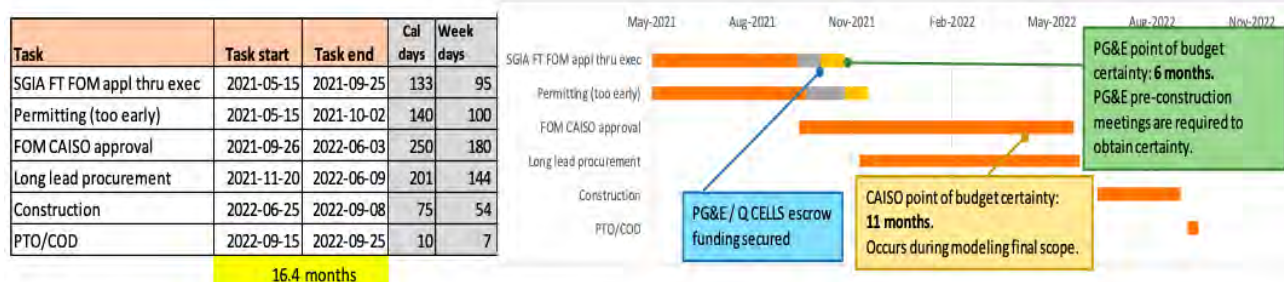 Task Task start Task end Cal days Week days
SGIA FT FOM appl thru exec 2021-05-15 2021-09-25 133 95
Permitting (too early) 2021-05-15 2021-10-02 140 100
FOM CAISO approval 2021-09-26 2022-06-03 250 180
Long lead procurement 2021-11-20 2022-06-09 201 144
Construction 2022-06-25 2022-09-08 75 54
PTO/COD 2022-09-15 2022-09-25 10 7
16.4 months
May-2021 Aug-2021 Nov-2021 Feb-2022 May-2022 Aug-2022 Nov-2022
SGIA FT FOM appl thru exec
Permitting (too early)
FOM CAISO approval
Long lead procurement
Construction
PTO/COD
PG&E point of budget
certainty: 6 months.
PG&E pre-construction
meetings are required to
obtain certainty.
PG&E / Q CELLS escrow
funding secured
CAISO point of budget certainty:
11 months.
Occurs during modeling final scope.